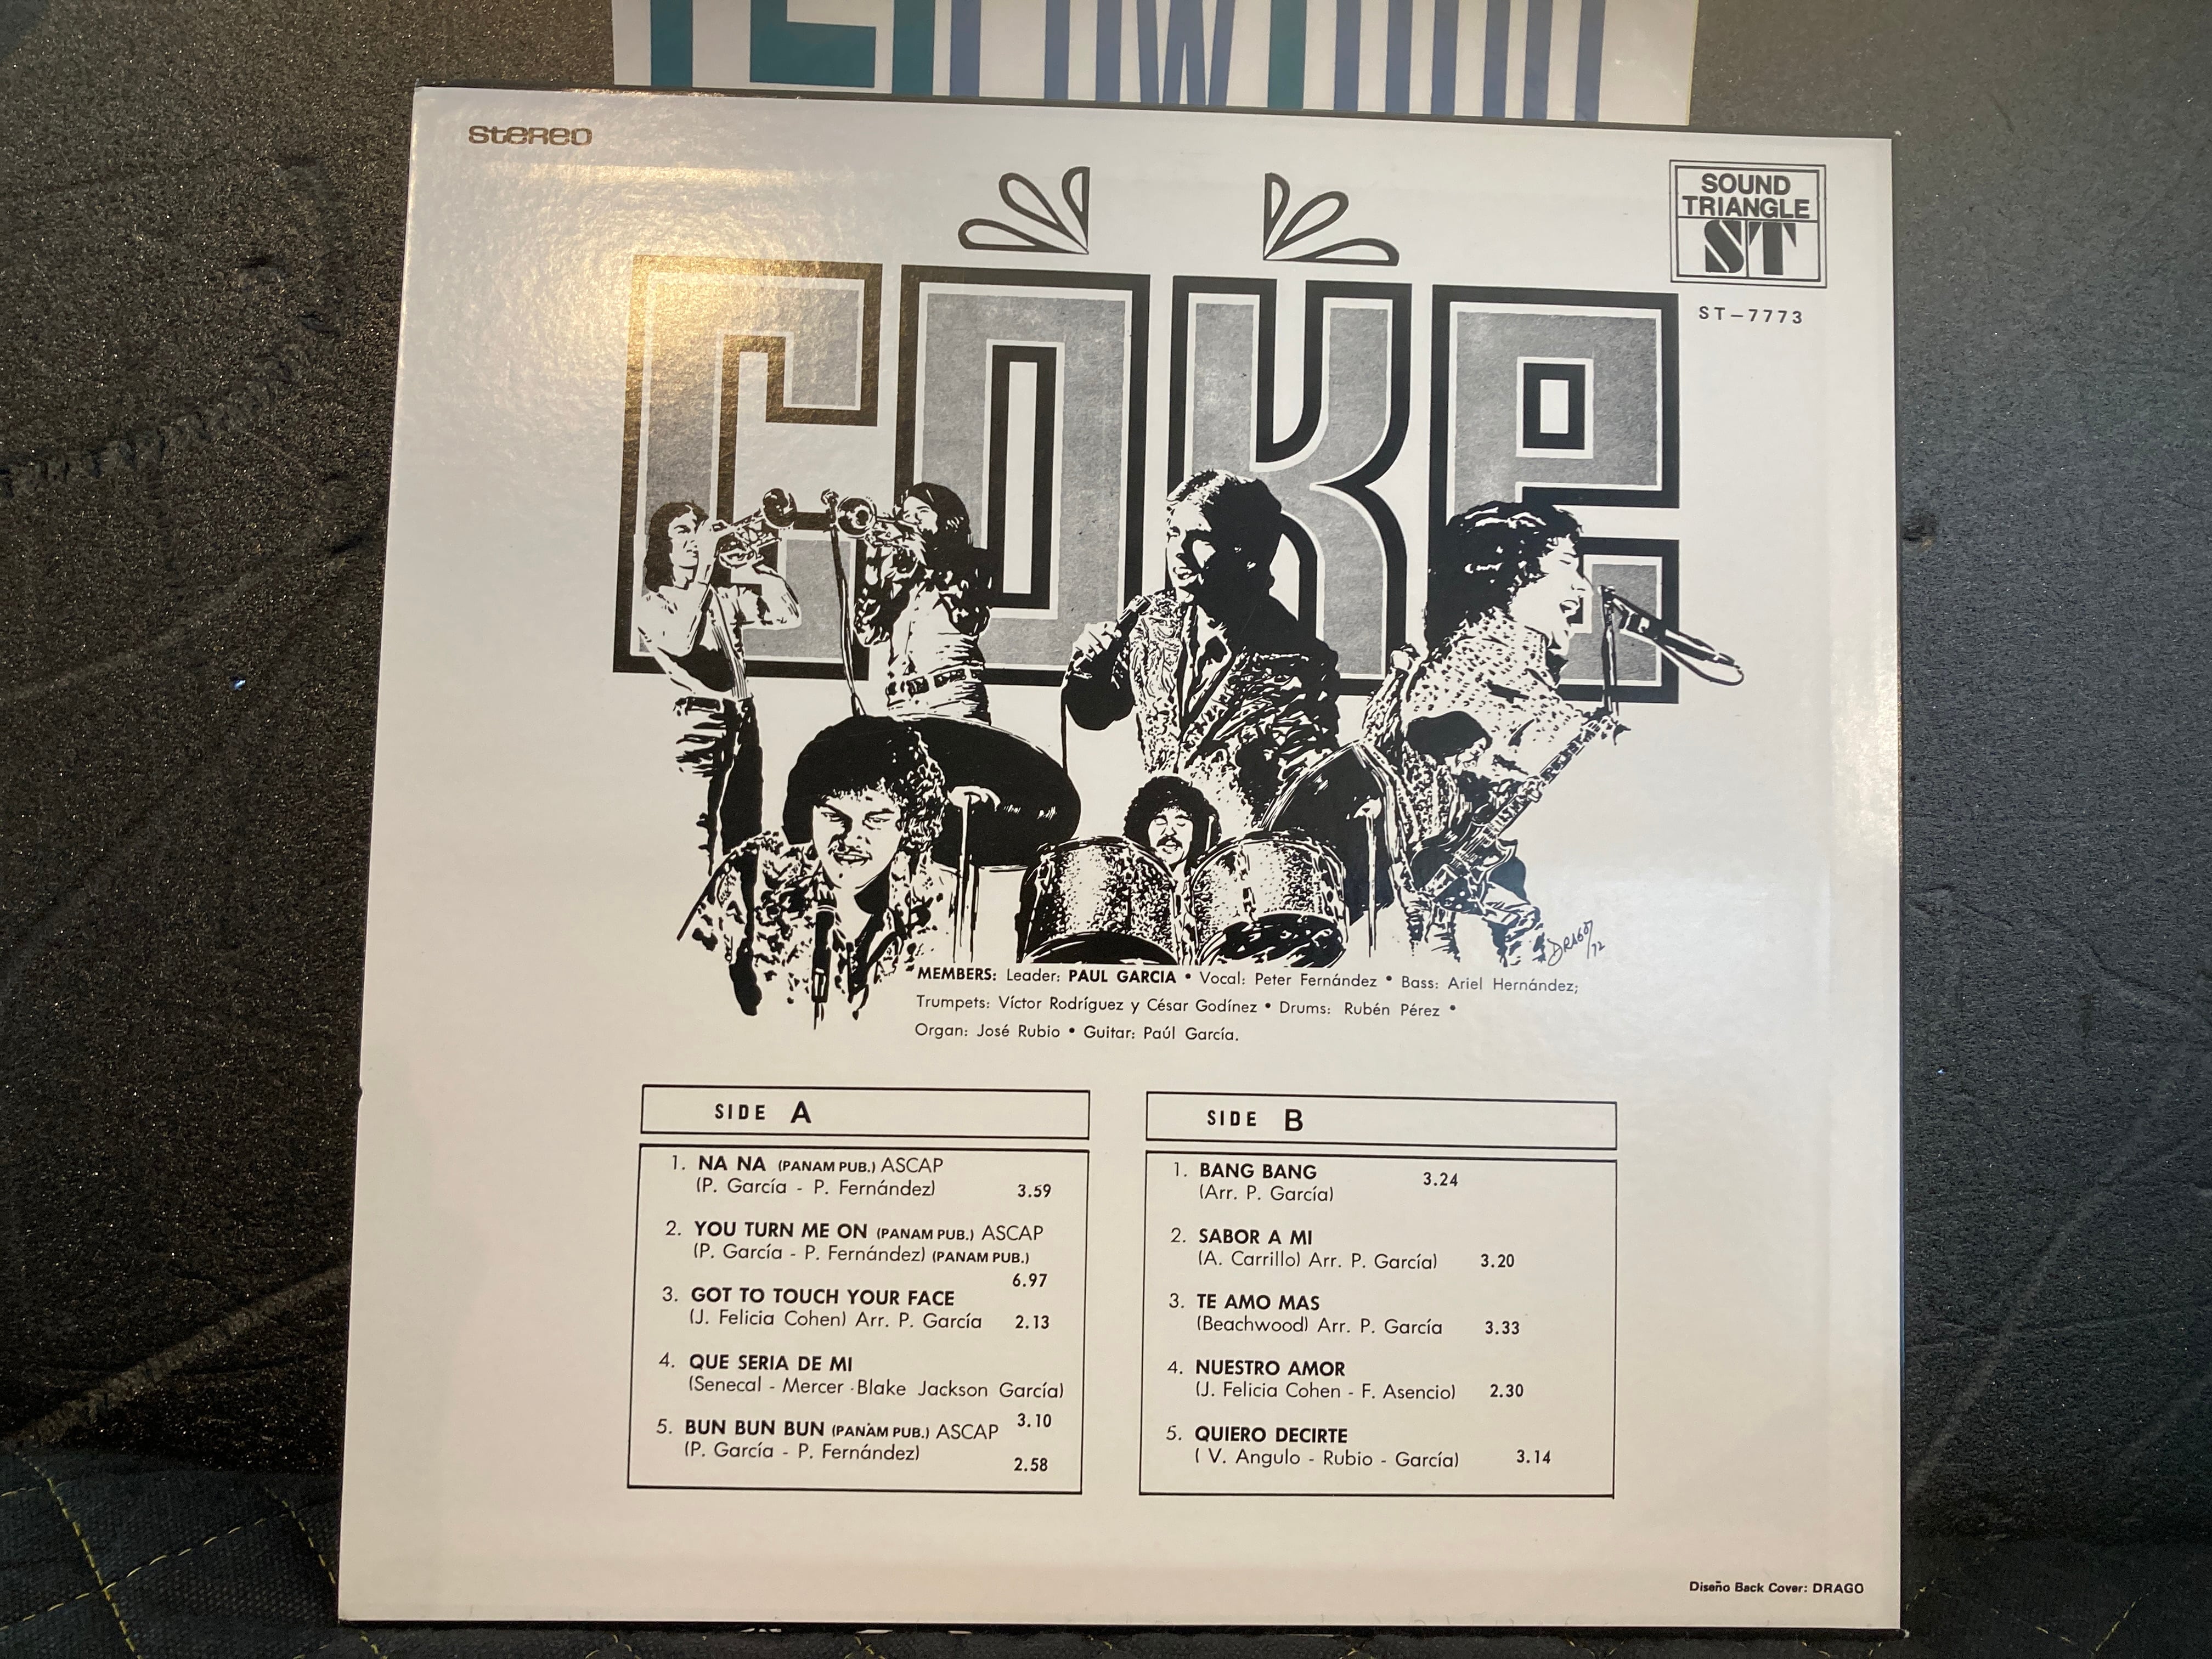 Stereo
SOUND
TRIANGLE
ST
ST-7773
COKE
DRAGO/72
MEMBERS: Leader: PAUL GARCIA • Vocal: Peter Fernández • Bass: Ariel Hernández;
Trumpets: Víctor Rodríguez y César Godínez • Drums: Rubén Pérez •
Organ: José Rubio • Guitar: Paúl García.
SIDE A
1. NA NA (PANAM PUB.) ASCAP
(P. García - P. Fernández) 3.59
2. YOU TURN ME ON (PANAM PUB.) ASCAP
(P. García - P. Fernández) (PANAM PUB.)
6.97
3. GOT TO TOUCH YOUR FACE
(J. Felicia Cohen) Arr. P. García 2.13
4. QUE SERIA DE MI
(Senecal - Mercer -Blake Jackson García)
3.10
5. BUN BUN BUN (PANAM PUB.) ASCAP
(P. García - P. Fernández)
2.58
SIDE B
1. BANG BANG 3.24
(Arr. P. García)
2. SABOR A MI
(A. Carrillo) Arr. P. García) 3.20
3. TE AMO MAS
(Beachwood) Arr. P. García 3.33
4. NUESTRO AMOR
(J. Felicia Cohen - F. Asencio) 2.30
5. QUIERO DECIRTE
( V. Angulo - Rubio - García) 3.14
Diseño Back Cover: DRAGO